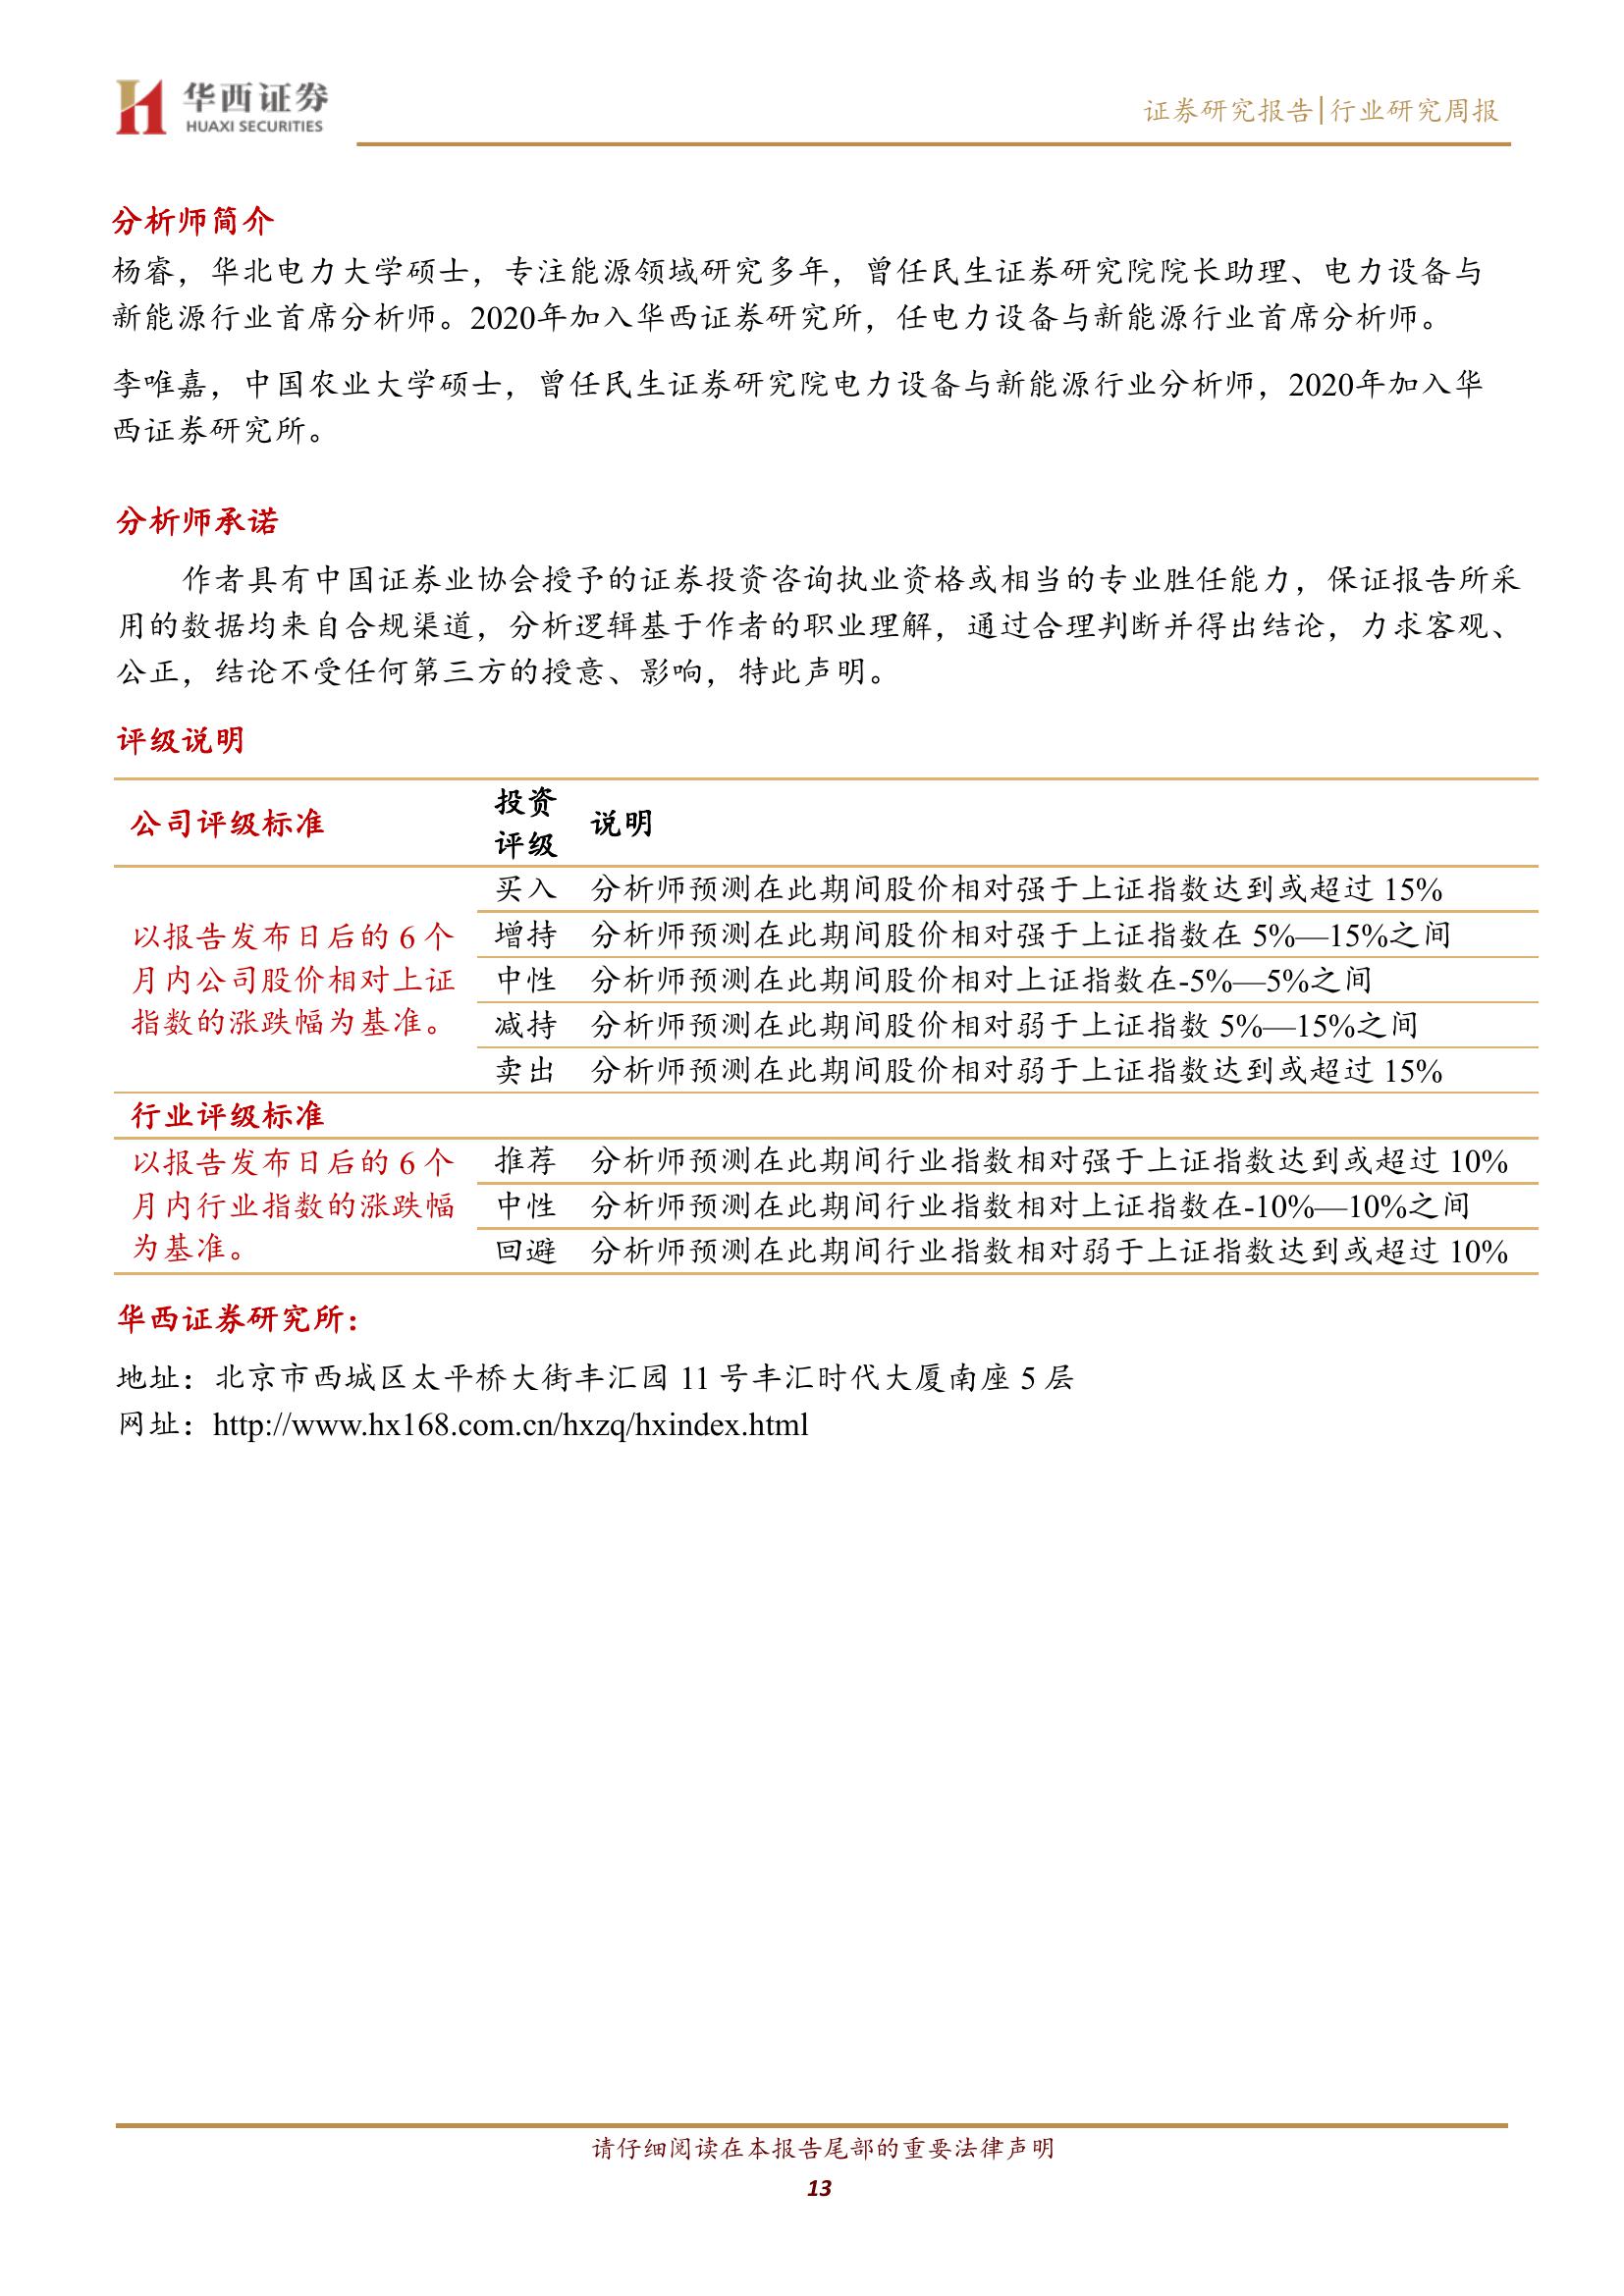 华西证券
HUAXI SECURITIES
证券研究报告|行业研究周报
分析师简介
杨睿，华北电力大学硕士，专注能源领域研究多年，曾任民生证券研究院院长助理、电力设备与
新能源行业首席分析师。2020年加入华西证券研究所，任电力设备与新能源行业首席分析师。
李唯嘉，中国农业大学硕士，曾任民生证券研究院电力设备与新能源行业分析师，2020年加入华
西证券研究所。
分析师承诺
作者具有中国证券业协会授予的证券投资咨询执业资格或相当的专业胜任能力，保证报告所采
用的数据均来自合规渠道，分析逻辑基于作者的职业理解，通过合理判断并得出结论，力求客观、
公正，结论不受任何第三方的授意、影响，特此声明。
评级说明
公司评级标准
投资
评级
说明
以报告发布日后的 6 个
月内公司股价相对上证
指数的涨跌幅为基准。
买入 分析师预测在此期间股价相对强于上证指数达到或超过 15%
增持 分析师预测在此期间股价相对强于上证指数在 5%—15%之间
中性 分析师预测在此期间股价相对上证指数在-5%—5%之间
减持 分析师预测在此期间股价相对弱于上证指数 5%—15%之间
卖出 分析师预测在此期间股价相对弱于上证指数达到或超过 15%
行业评级标准
以报告发布日后的 6 个
月内行业指数的涨跌幅
为基准。
推荐 分析师预测在此期间行业指数相对强于上证指数达到或超过 10%
中性 分析师预测在此期间行业指数相对上证指数在-10%—10%之间
回避 分析师预测在此期间行业指数相对弱于上证指数达到或超过 10%
华西证券研究所：
地址：北京市西城区太平桥大街丰汇园 11 号丰汇时代大厦南座 5 层
网址：http://www.hx168.com.cn/hxzq/hxindex.html
请仔细阅读在本报告尾部的重要法律声明
13